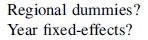 Regional dummies?
Year fixed-effects?